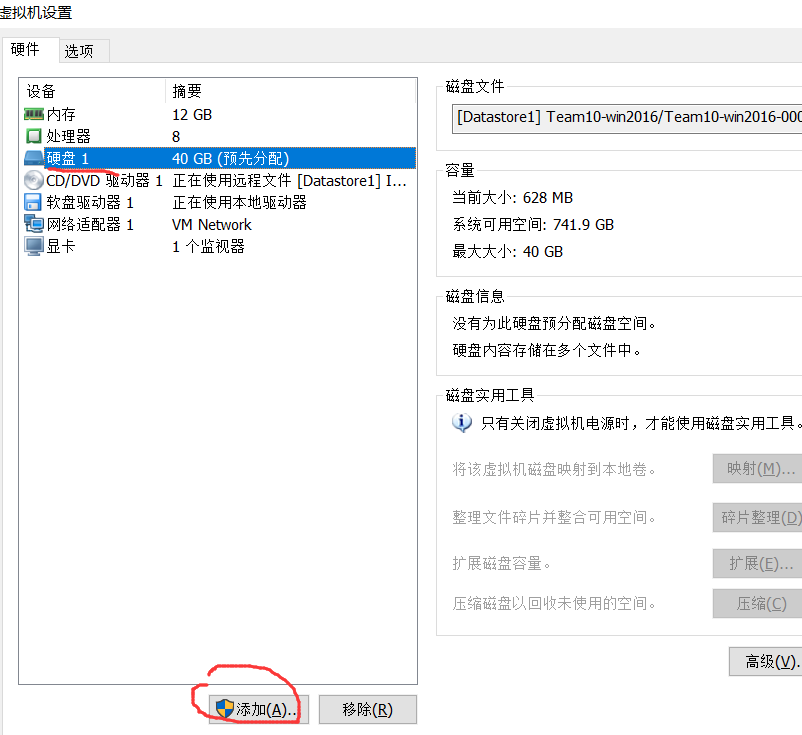 虚拟机设置
硬件 选项
设备 摘要
内存 12 GB
处理器 8
硬盘 1 40 GB (预先分配)
CD/DVD 驱动器 1 正在使用远程文件 [Datastore1] I...
软盘驱动器 1 正在使用本地驱动器
网络适配器 1 VM Network
显卡 1 个监视器
添加(A)... 移除(R)
磁盘文件
[Datastore1] Team10-win2016/Team10-win2016-000
容量
当前大小: 628 MB
系统可用空间: 741.9 GB
最大大小: 40 GB
磁盘信息
没有为此硬盘预分配磁盘空间。
硬盘内容存储在多个文件中。
磁盘实用工具
只有关闭虚拟机电源时，才能使用磁盘实用工具。
将该虚拟机磁盘映射到本地卷。 映射(M)...
整理文件碎片并整合可用空间。 碎片整理(D)
扩展磁盘容量。 扩展(E)...
压缩磁盘以回收未使用的空间。 压缩(C)
高级(V).